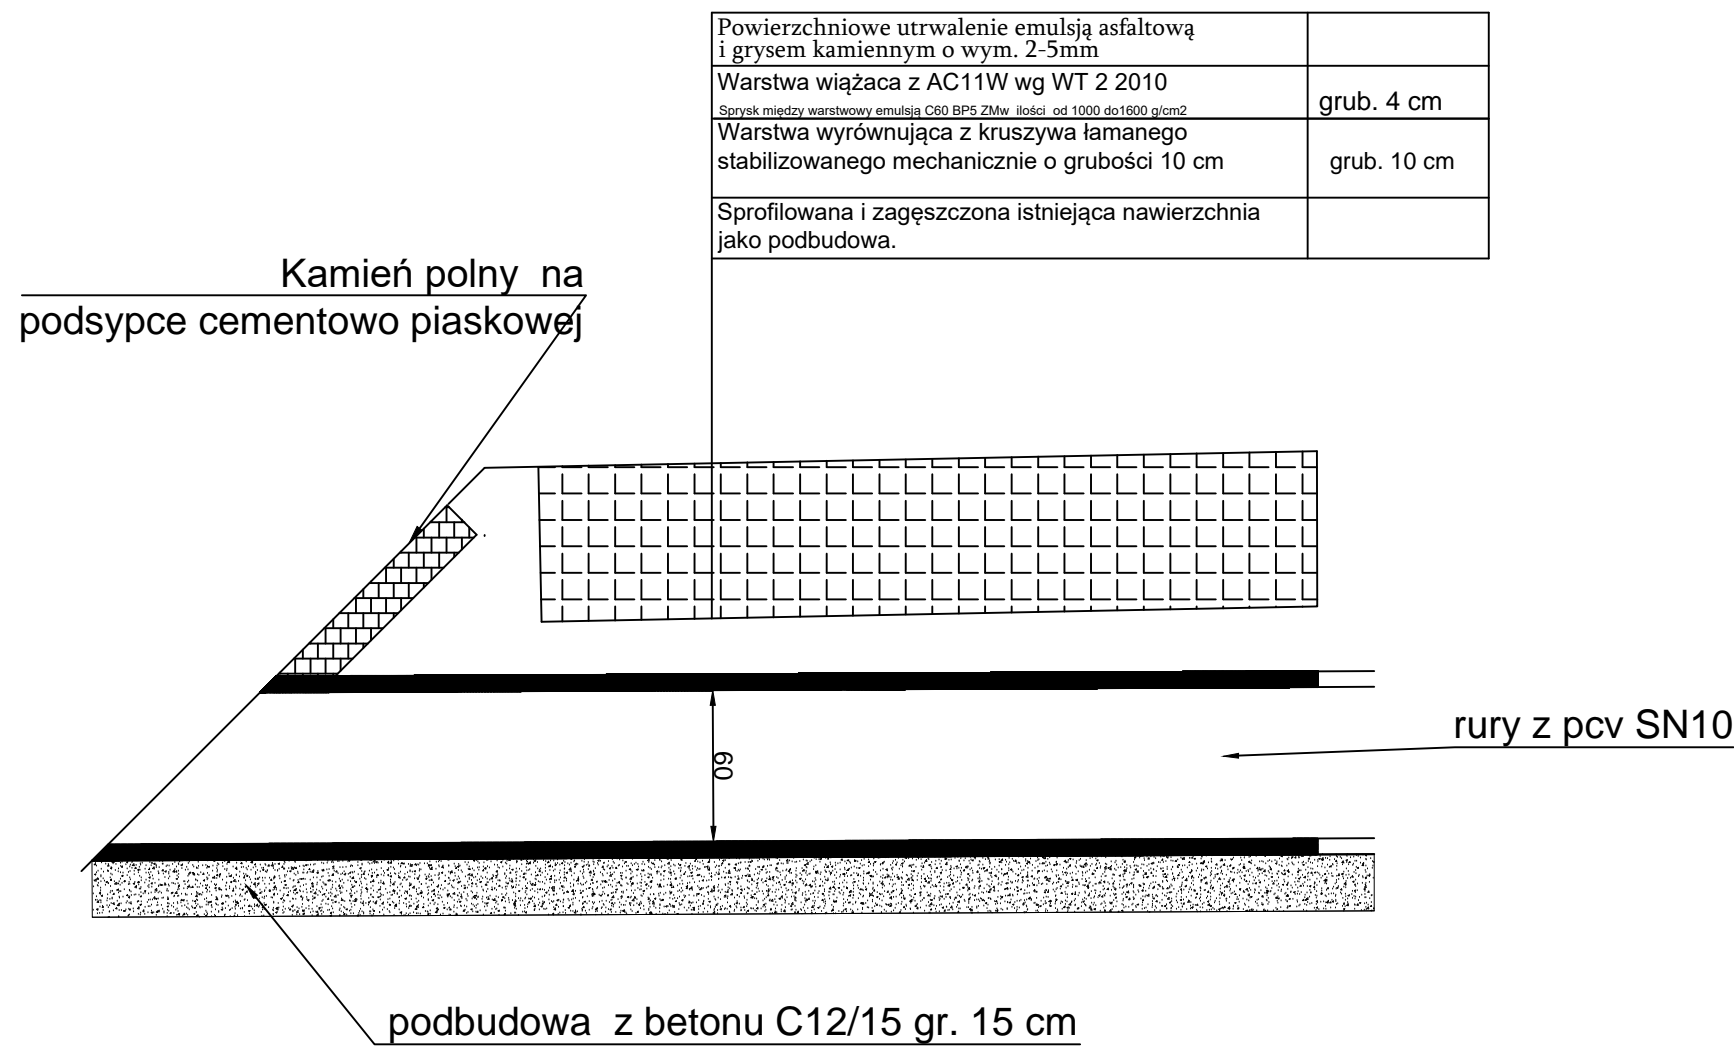 Powierzchniowe utrwalenie emulsją asfaltową
i grysem kamiennym o wym. 2-5mm
Warstwa wiążaca z AC11W wg WT 2 2010
Sprysk między warstwowy emulsją C60 BP5 ZMw ilości od 1000 do1600 g/cm2
grub. 4 cm
Warstwa wyrównująca z kruszywa łamanego
stabilizowanego mechanicznie o grubości 10 cm
grub. 10 cm
Sprofilowana i zagęszczona istniejąca nawierzchnia
jako podbudowa.
Kamień polny na
podsypce cementowo piaskowej
rury z pcv SN10
60
podbudowa z betonu C12/15 gr. 15 cm